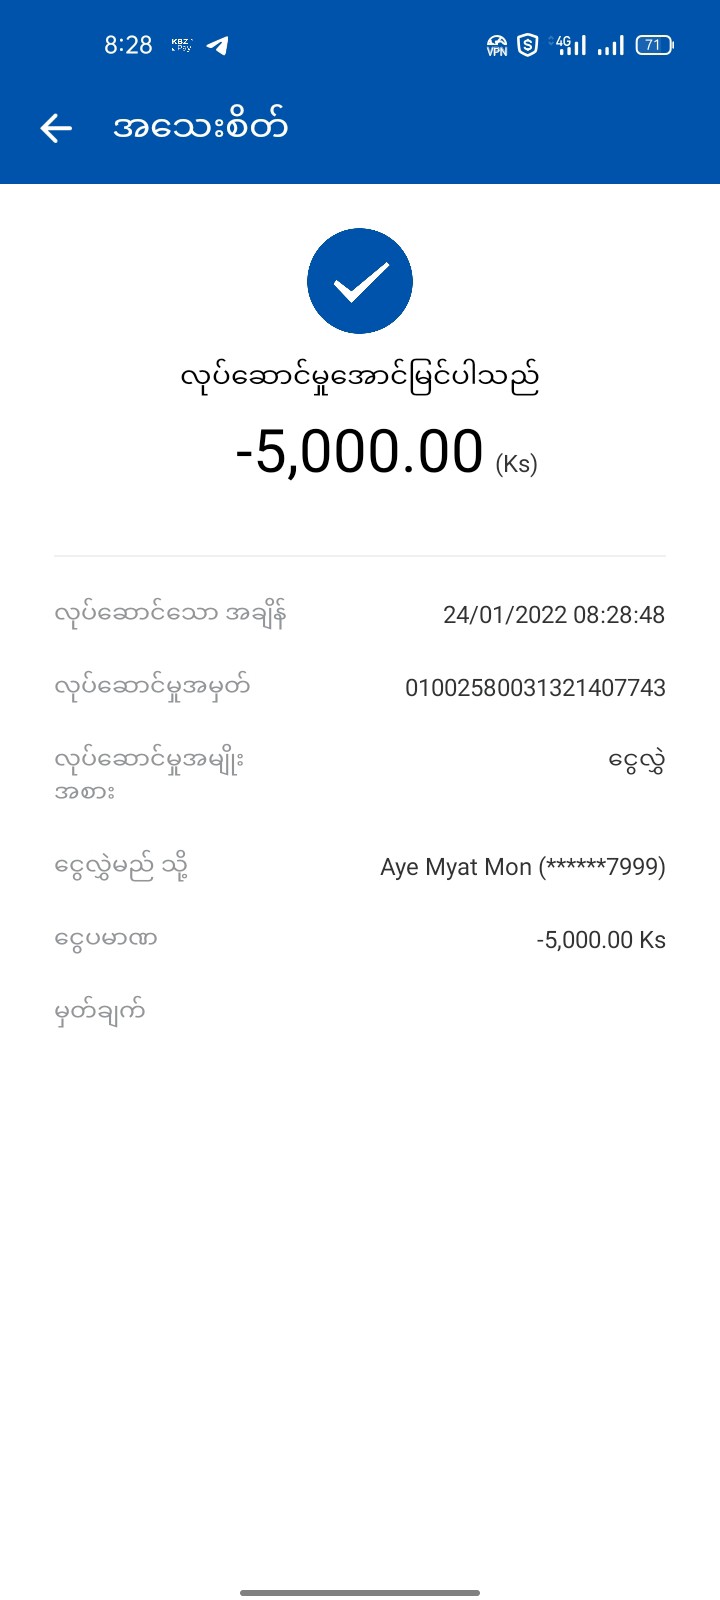 8:28 KBZ Pay VPN 4G 71
အသေးစိတ်
လုပ်ဆောင်မှုအောင်မြင်ပါသည်
-5,000.00 (Ks)
လုပ်ဆောင်သော အချိန် 24/01/2022 08:28:48
လုပ်ဆောင်မှုအမှတ် 01002580031321407743
လုပ်ဆောင်မှုအမျိုး ငွေလွှဲ
အစား
ငွေလွှဲမည် သို့ Aye Myat Mon (******7999)
ငွေပမာဏ -5,000.00 Ks
မှတ်ချက်